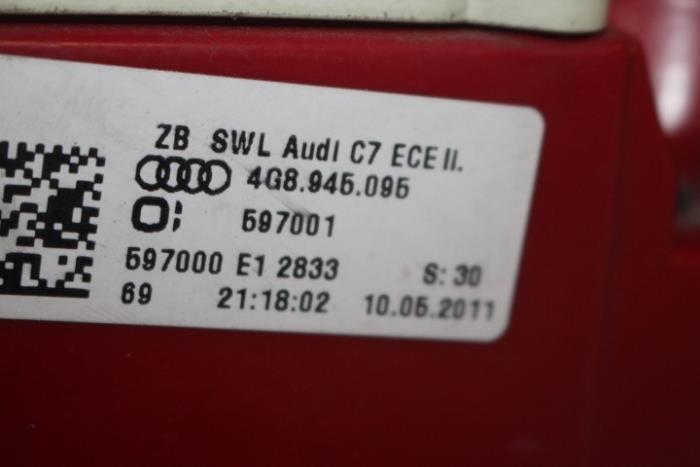 ZB SWL Audi C7 ECE II.
4G8.945.095
597001
597000 E1 2833 S: 30
69 21:18:02 10.05.2011